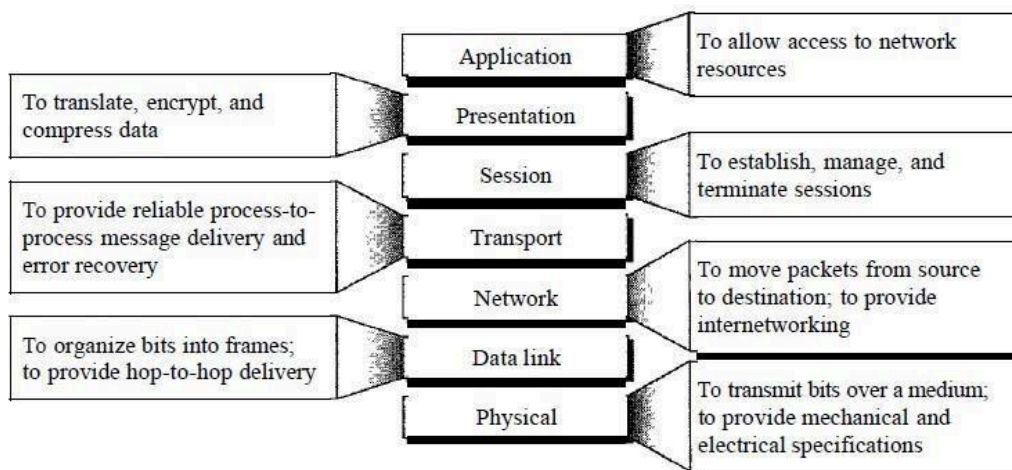 Application
To allow access to network
resources
To translate, encrypt, and
compress data
Presentation
Session
To establish, manage, and
terminate sessions
To provide reliable process-to-
process message delivery and
error recovery
Transport
Network
To move packets from source
to destination; to provide
internetworking
To organize bits into frames;
to provide hop-to-hop delivery
Data link
Physical
To transmit bits over a medium;
to provide mechanical and
electrical specifications